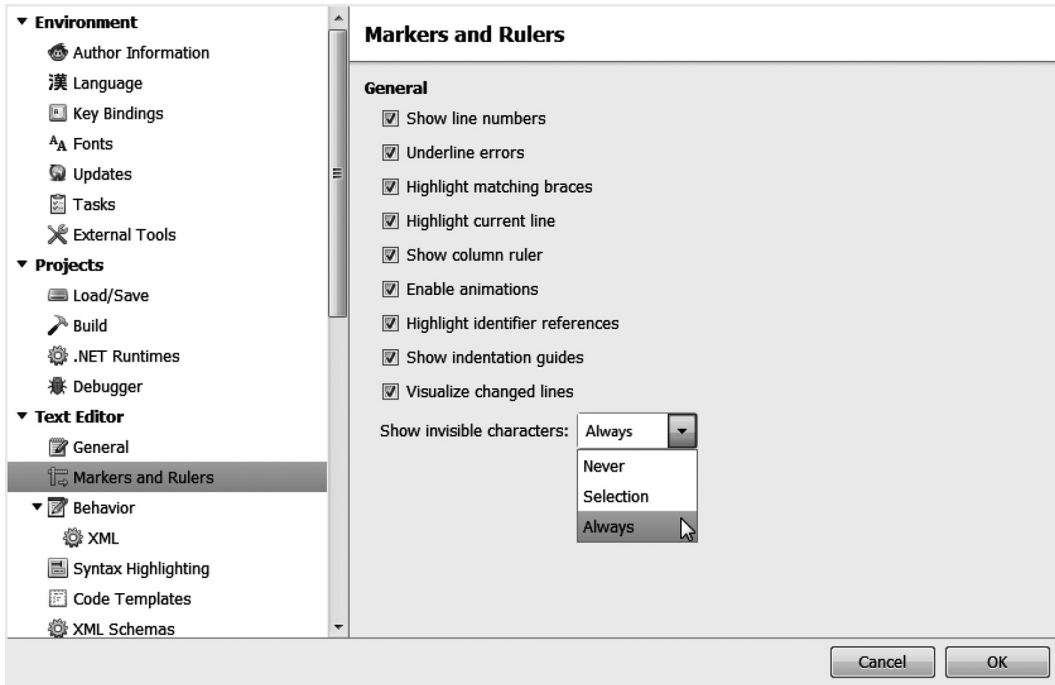 Environment
Author Information
漢 Language
Key Bindings
AA Fonts
Updates
Tasks
External Tools
Projects
Load/Save
Build
.NET Runtimes
Debugger
Text Editor
General
Markers and Rulers
Behavior
XML
Syntax Highlighting
Code Templates
XML Schemas
Markers and Rulers
General
Show line numbers
Underline errors
Highlight matching braces
Highlight current line
Show column ruler
Enable animations
Highlight identifier references
Show indentation guides
Visualize changed lines
Show invisible characters: Always
Never
Selection
Always
Cancel OK